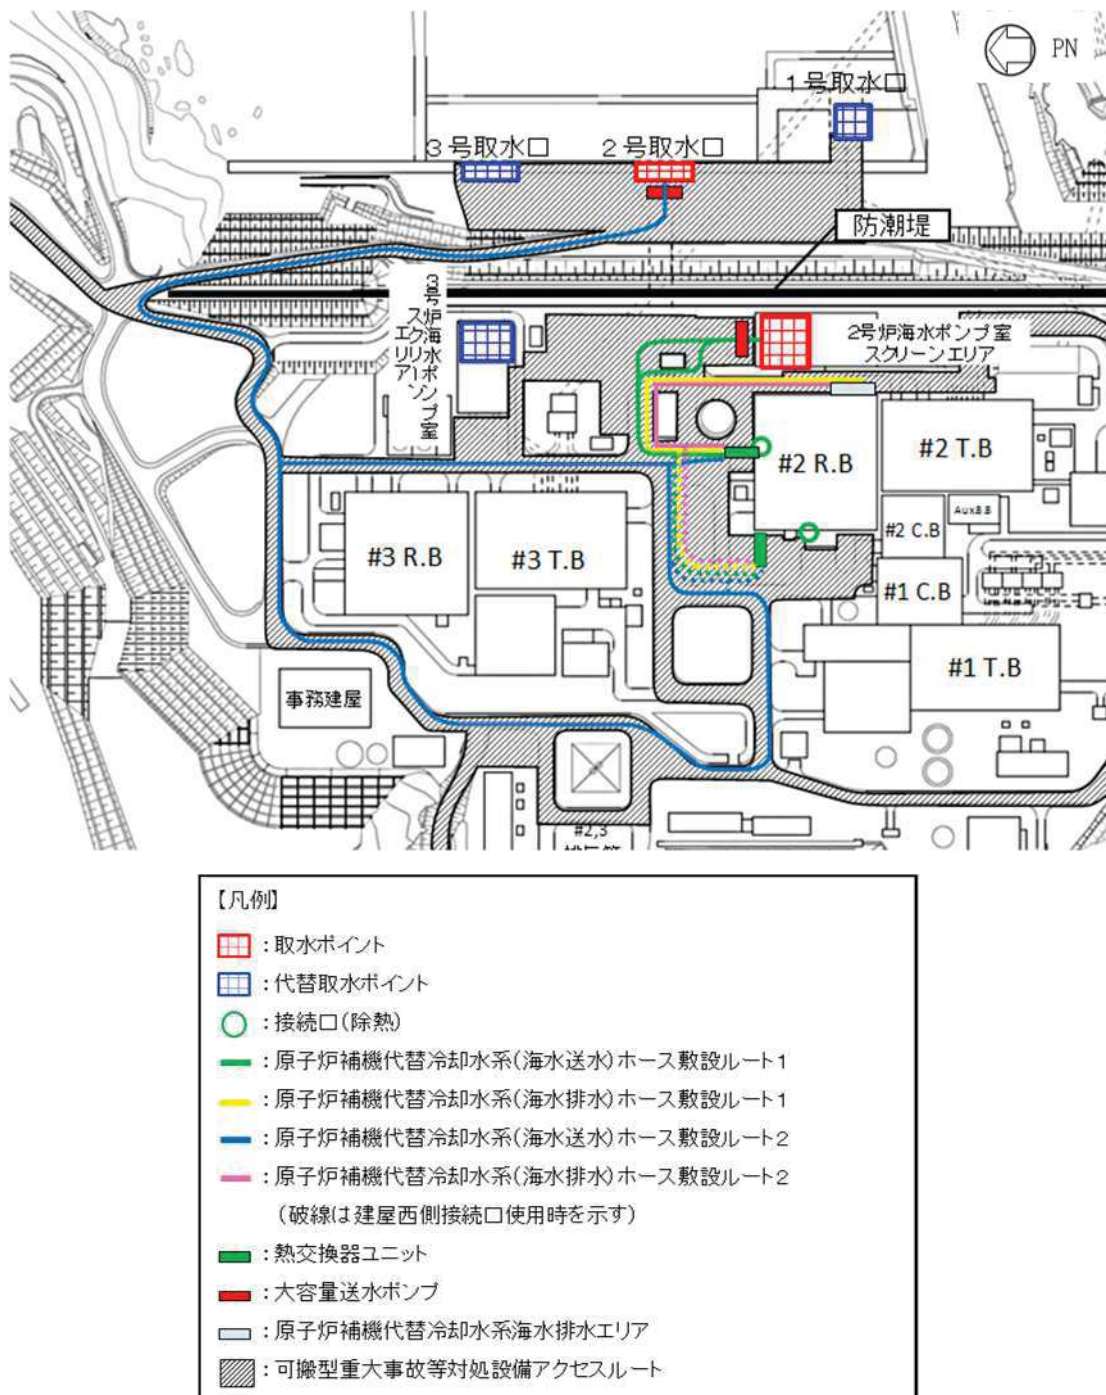 PN
1号取水口
3号取水口
2号取水口
防潮堤
3号炉海水ポンプ室
スクリーン
エリア
2号炉海水ポンプ室
スクリーンエリア
#2 R.B
#2 T.B
Aux.B.B
#2 C.B
#3 R.B
#3 T.B
#1 C.B
#1 T.B
事務建屋
#2,3
【凡例】
：取水ポイント
：代替取水ポイント
：接続口(除熱)
：原子炉補機代替冷却水系(海水送水)ホース敷設ルート1
：原子炉補機代替冷却水系(海水排水)ホース敷設ルート1
：原子炉補機代替冷却水系(海水送水)ホース敷設ルート2
：原子炉補機代替冷却水系(海水排水)ホース敷設ルート2
(破線は建屋西側接続口使用時を示す)
：熱交換器ユニット
：大容量送水ポンプ
：原子炉補機代替冷却水系海水排水エリア
：可搬型重大事故等対処設備アクセスルート